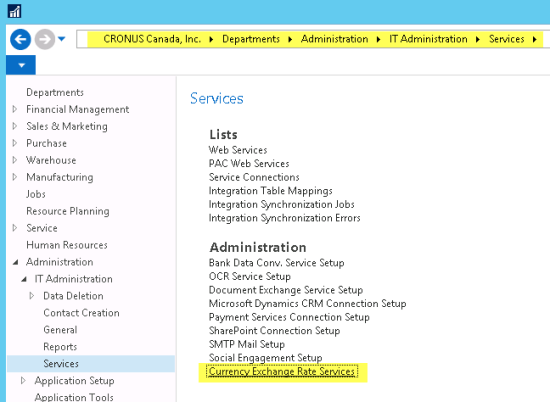 CRONUS Canada, Inc. ▶ Departments ▶ Administration ▶ IT Administration ▶ Services ▶
Departments
Financial Management
Sales & Marketing
Purchase
Warehouse
Manufacturing
Jobs
Resource Planning
Service
Human Resources
Administration
IT Administration
Data Deletion
Contact Creation
General
Reports
Services
Application Setup
Application Tools
Services
Lists
Web Services
PAC Web Services
Service Connections
Integration Table Mappings
Integration Synchronization Jobs
Integration Synchronization Errors
Administration
Bank Data Conv. Service Setup
OCR Service Setup
Document Exchange Service Setup
Microsoft Dynamics CRM Connection Setup
Payment Services Connection Setup
SharePoint Connection Setup
SMTP Mail Setup
Social Engagement Setup
Currency Exchange Rate Services